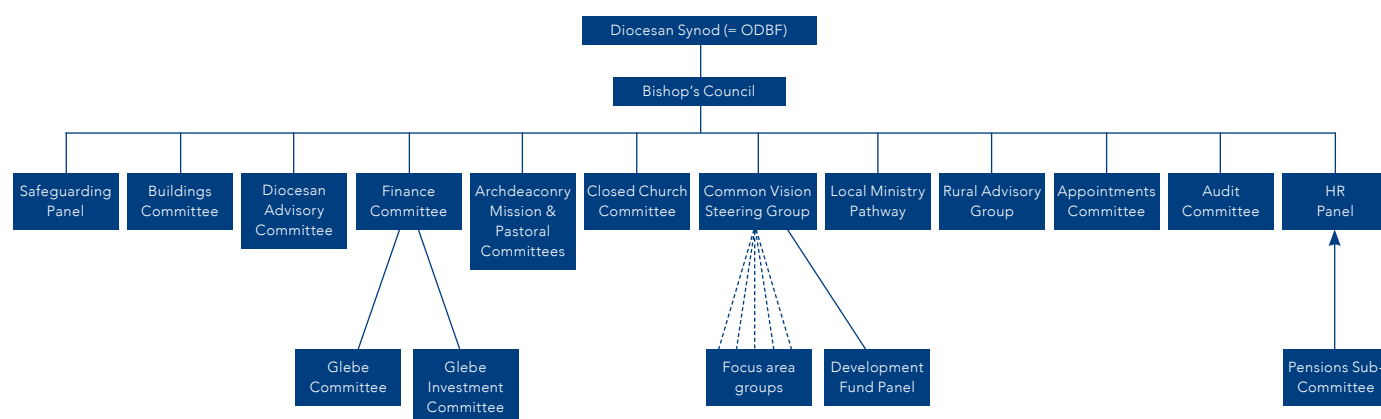 Diocesan Synod (= ODBF)
Bishop’s Council
Safeguarding
Panel
Buildings
Committee
Diocesan
Advisory
Committee
Finance
Committee
Archdeaconry
Mission &
Pastoral
Committees
Closed Church
Committee
Common Vision
Steering Group
Local Ministry
Pathway
Rural Advisory
Group
Appointments
Committee
Audit
Committee
HR
Panel
Glebe
Committee
Glebe
Investment
Committee
Focus area
groups
Development
Fund Panel
Pensions Sub-
Committee